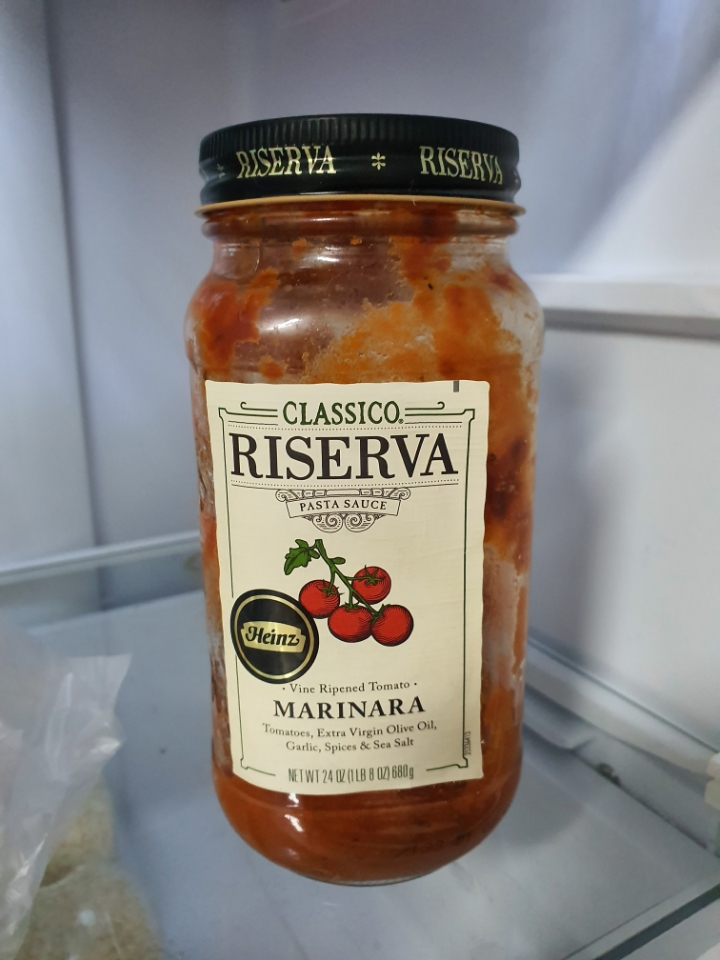 RISERVA * RISERVA
CLASSICO®
RISERVA
PASTA SAUCE
Heinz
• Vine Ripened Tomato •
MARINARA
Tomatoes, Extra Virgin Olive Oil,
Garlic, Spices & Sea Salt
NET WT 24 OZ (1 LB 8 OZ) 680g